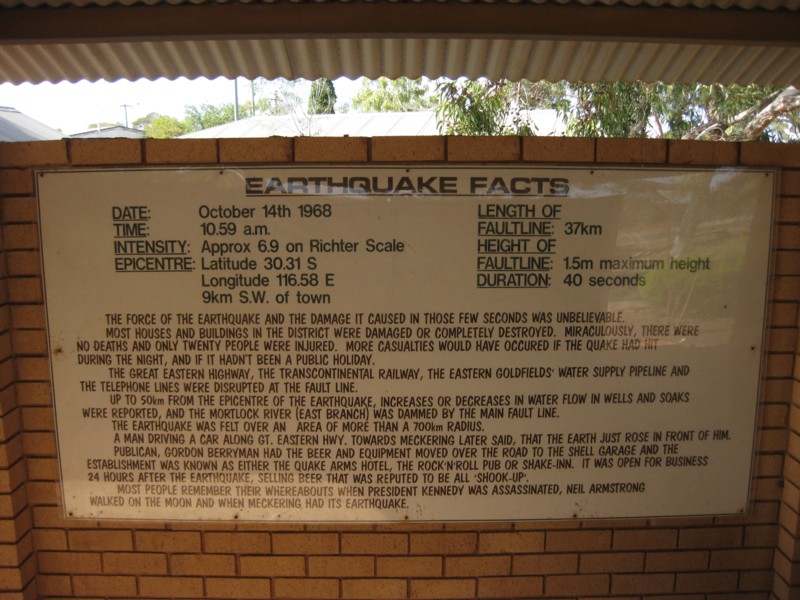 EARTHQUAKE FACTS
DATE: October 14th 1968
TIME: 10.59 a.m.
INTENSITY: Approx 6.9 on Richter Scale
EPICENTRE: Latitude 30.31 S
Longitude 116.58 E
9km S.W. of town
LENGTH OF
FAULTLINE: 37km
HEIGHT OF
FAULTLINE: 1.5m maximum height
DURATION: 40 seconds
THE FORCE OF THE EARTHQUAKE AND THE DAMAGE IT CAUSED IN THOSE FEW SECONDS WAS UNBELIEVABLE.
MOST HOUSES AND BUILDINGS IN THE DISTRICT WERE DAMAGED OR COMPLETELY DESTROYED. MIRACULOUSLY, THERE WERE
NO DEATHS AND ONLY TWENTY PEOPLE WERE INJURED. MORE CASUALTIES WOULD HAVE OCCURED IF THE QUAKE HAD HIT
DURING THE NIGHT, AND IF IT HADN'T BEEN A PUBLIC HOLIDAY.
THE GREAT EASTERN HIGHWAY, THE TRANSCONTINENTAL RAILWAY, THE EASTERN GOLDFIELDS' WATER SUPPLY PIPELINE AND
THE TELEPHONE LINES WERE DISRUPTED AT THE FAULT LINE.
UP TO 50km FROM THE EPICENTRE OF THE EARTHQUAKE, INCREASES OR DECREASES IN WATER FLOW IN WELLS AND SOAKS
WERE REPORTED, AND THE MORTLOCK RIVER (EAST BRANCH) WAS DAMMED BY THE MAIN FAULT LINE.
THE EARTHQUAKE WAS FELT OVER AN AREA OF MORE THAN A 700km RADIUS.
A MAN DRIVING A CAR ALONG GT. EASTERN HWY. TOWARDS MECKERING LATER SAID, THAT THE EARTH JUST ROSE IN FRONT OF HIM.
PUBLICAN, GORDON BERRYMAN HAD THE BEER AND EQUIPMENT MOVED OVER THE ROAD TO THE SHELL GARAGE AND THE
ESTABLISHMENT WAS KNOWN AS EITHER THE QUAKE ARMS HOTEL, THE ROCK'N'ROLL PUB OR SHAKE-INN. IT WAS OPEN FOR BUSINESS
24 HOURS AFTER THE EARTHQUAKE, SELLING BEER THAT WAS REPUTED TO BE ALL 'SHOOK-UP'.
MOST PEOPLE REMEMBER THEIR WHEREABOUTS WHEN PRESIDENT KENNEDY WAS ASSASSINATED, NEIL ARMSTRONG
WALKED ON THE MOON AND WHEN MECKERING HAD ITS EARTHQUAKE.